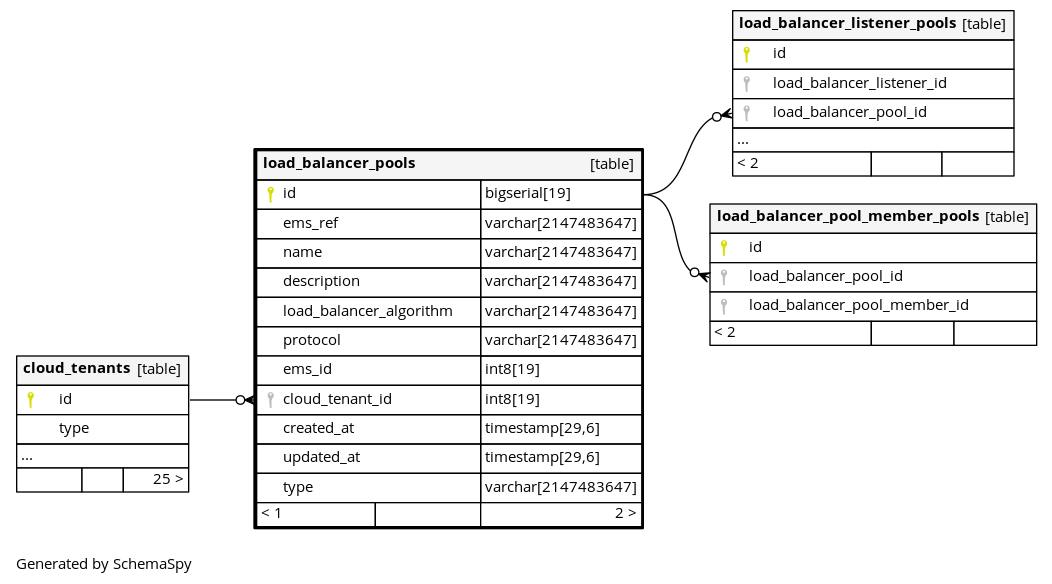 load_balancer_listener_pools [table]
id
load_balancer_listener_id
load_balancer_pool_id
...
< 2
load_balancer_pools [table]
id bigserial[19]
ems_ref varchar[2147483647]
name varchar[2147483647]
description varchar[2147483647]
load_balancer_algorithm varchar[2147483647]
protocol varchar[2147483647]
ems_id int8[19]
cloud_tenant_id int8[19]
created_at timestamp[29,6]
updated_at timestamp[29,6]
type varchar[2147483647]
< 1 2 >
load_balancer_pool_member_pools [table]
id
load_balancer_pool_id
load_balancer_pool_member_id
< 2
cloud_tenants [table]
id
type
...
25 >
Generated by SchemaSpy